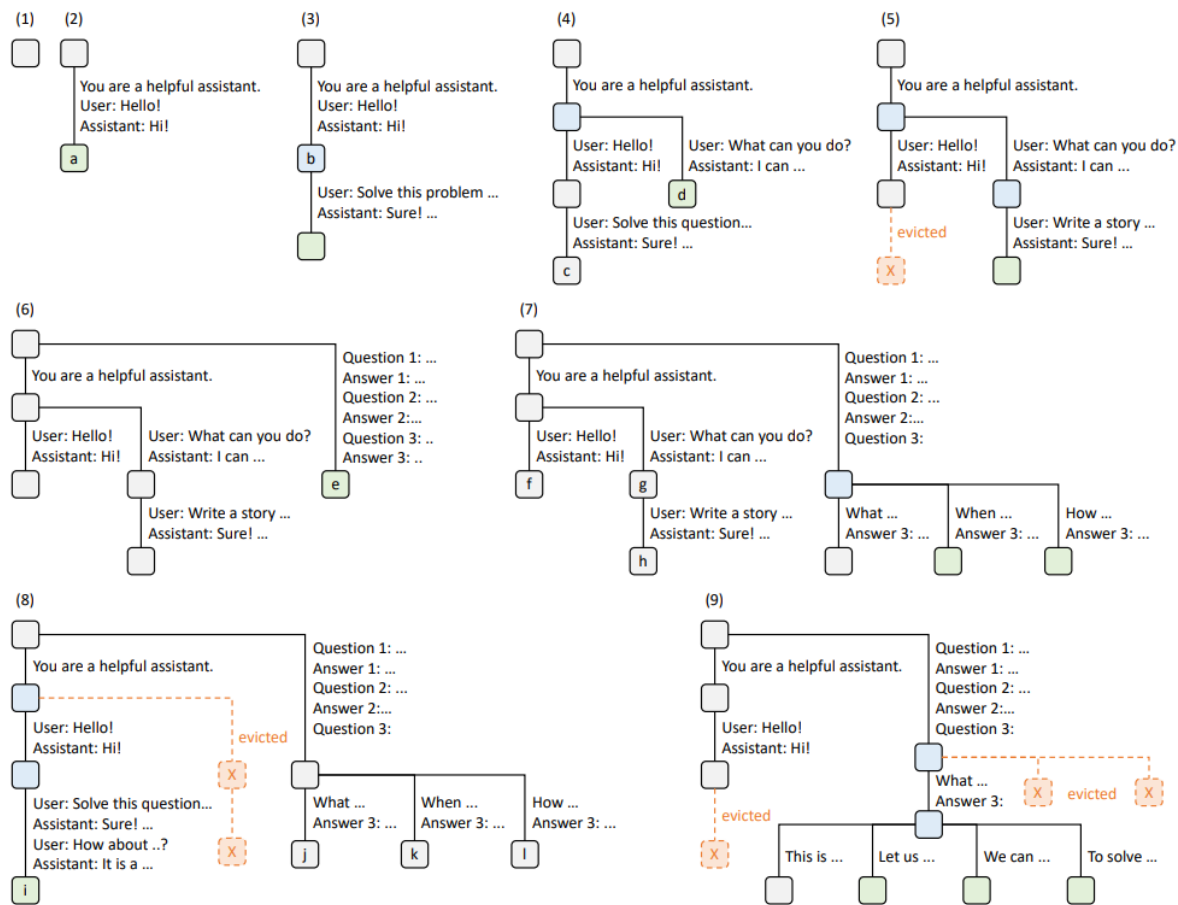 (1)
(2)
You are a helpful assistant.
User: Hello!
Assistant: Hi!
a
(3)
You are a helpful assistant.
User: Hello!
Assistant: Hi!
b
User: Solve this problem ...
Assistant: Sure! ...
(4)
You are a helpful assistant.
User: Hello!
Assistant: Hi!
User: What can you do?
Assistant: I can ...
d
User: Solve this question...
Assistant: Sure! ...
c
(5)
You are a helpful assistant.
User: Hello!
Assistant: Hi!
User: What can you do?
Assistant: I can ...
evicted
X
User: Write a story ...
Assistant: Sure! ...
(6)
You are a helpful assistant.
User: Hello!
Assistant: Hi!
User: What can you do?
Assistant: I can ...
User: Write a story ...
Assistant: Sure! ...
Question 1: ...
Answer 1: ...
Question 2: ...
Answer 2:...
Question 3: ..
Answer 3: ..
e
(7)
You are a helpful assistant.
User: Hello!
Assistant: Hi!
f
User: What can you do?
Assistant: I can ...
g
User: Write a story ...
Assistant: Sure! ...
h
Question 1: ...
Answer 1: ...
Question 2: ...
Answer 2:...
Question 3:
What ...
Answer 3: ...
When ...
Answer 3: ...
How ...
Answer 3: ...
(8)
You are a helpful assistant.
User: Hello!
Assistant: Hi!
evicted
X
X
User: Solve this question...
Assistant: Sure! ...
User: How about ..?
Assistant: It is a ...
i
Question 1: ...
Answer 1: ...
Question 2: ...
Answer 2:...
Question 3:
What ...
Answer 3: ...
j
When ...
Answer 3: ...
k
How ...
Answer 3: ...
l
(9)
You are a helpful assistant.
User: Hello!
Assistant: Hi!
evicted
X
Question 1: ...
Answer 1: ...
Question 2: ...
Answer 2:...
Question 3:
What ...
Answer 3:
X
evicted
X
This is ...
Let us ...
We can ...
To solve ...